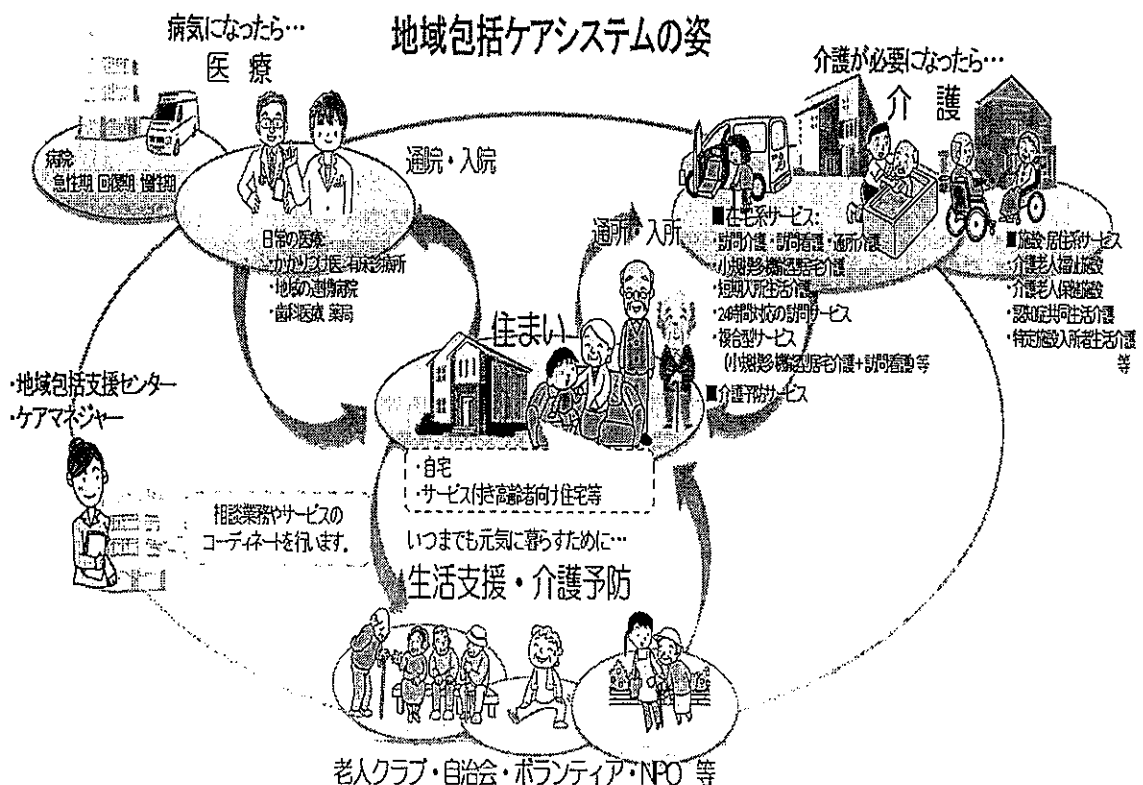 地域包括ケアシステムの姿
病気になったら…
医療
病院:
急性期 回復期 慢性期
日常の医療:
・かかりつけ医、有床診療所
・地域の連携病院
・歯科医療、薬局
通院・入院
介護が必要になったら…
介護
通所・入所
■在宅系サービス:
・訪問介護・訪問看護・通所介護
・小規模多機能型居宅介護
・短期入所生活介護
・24時間対応の訪問サービス
・複合型サービス
(小規模多機能型居宅介護+訪問看護)等
■介護予防サービス
■施設・居住系サービス
・介護老人福祉施設
・介護老人保健施設
・認知症共同生活介護
・特定施設入所者生活介護
等
住まい
・自宅
・サービス付き高齢者向け住宅等
・地域包括支援センター
・ケアマネジャー
相談業務やサービスの
コーディネートを行います。
いつまでも元気に暮らすために…
生活支援・介護予防
老人クラブ・自治会・ボランティア・NPO 等